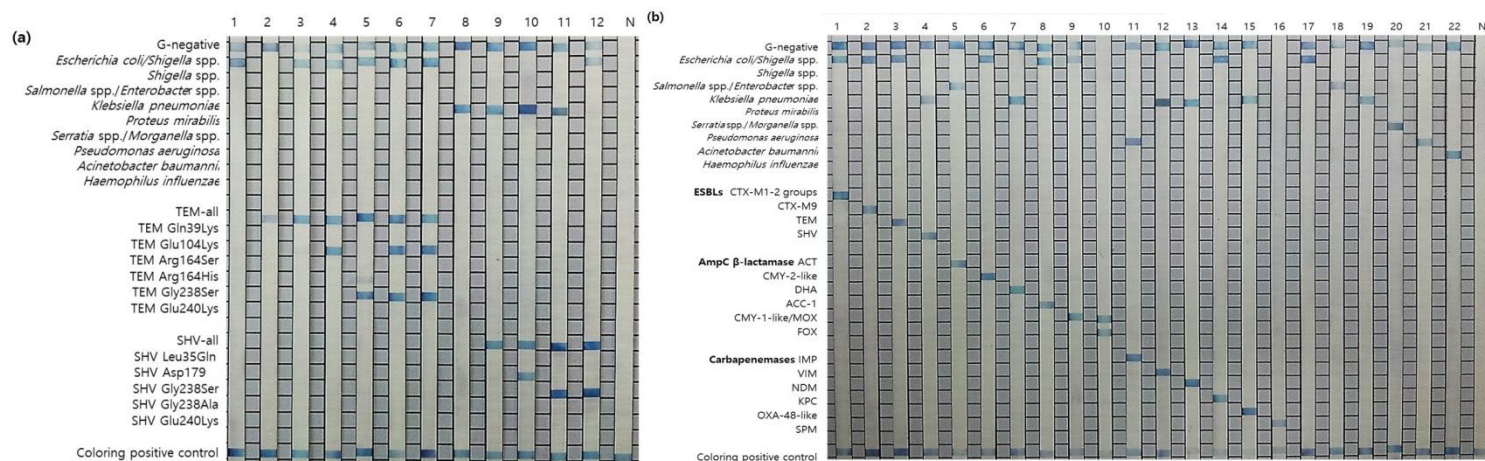 (a)
1 2 3 4 5 6 7 8 9 10 11 12 N
G-negative
Escherichia coli/Shigella spp.
Shigella spp.
Salmonella spp./Enterobacter spp.
Klebsiella pneumoniae
Proteus mirabilis
Serratia spp./Morganella spp.
Pseudomonas aeruginosa
Acinetobacter baumannii
Haemophilus influenzae
TEM-all
TEM Gln39Lys
TEM Glu104Lys
TEM Arg164Ser
TEM Arg164His
TEM Gly238Ser
TEM Glu240Lys
SHV-all
SHV Leu35Gln
SHV Asp179
SHV Gly238Ser
SHV Gly238Ala
SHV Glu240Lys
Coloring positive control
(b)
1 2 3 4 5 6 7 8 9 10 11 12 13 14 15 16 17 18 19 20 21 22 N
G-negative
Escherichia coli/Shigella spp.
Shigella spp.
Salmonella spp./Enterobacter spp.
Klebsiella pneumoniae
Proteus mirabilis
Serratia spp./Morganella spp.
Pseudomonas aeruginosa
Acinetobacter baumannii
Haemophilus influenzae
ESBLs CTX-M1-2 groups
CTX-M9
TEM
SHV
AmpC β-lactamase ACT
CMY-2-like
DHA
ACC-1
CMY-1-like/MOX
FOX
Carbapenemases IMP
VIM
NDM
KPC
OXA-48-like
SPM
Coloring positive control